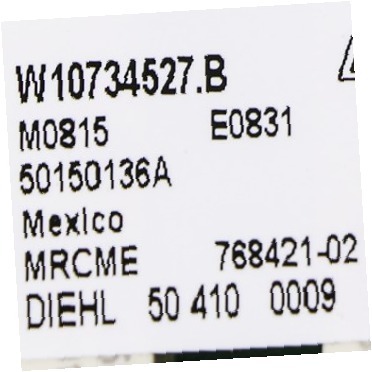 W10734527.B
M0815 E0831
50150136A
Mexico
MRCME 768421-02
DIEHL 50 410 0009